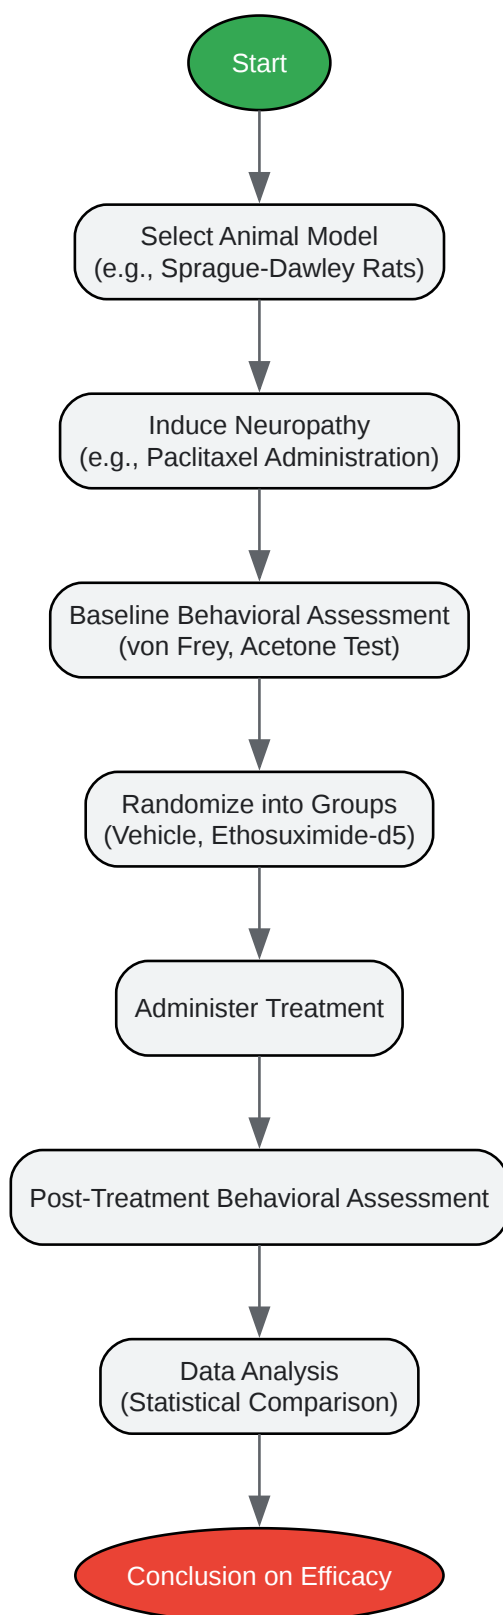 Start
Select Animal Model
(e.g., Sprague-Dawley Rats)
Induce Neuropathy
(e.g., Paclitaxel Administration)
Baseline Behavioral Assessment
(von Frey, Acetone Test)
Randomize into Groups
(Vehicle, Ethosuximide-d5)
Administer Treatment
Post-Treatment Behavioral Assessment
Data Analysis
(Statistical Comparison)
Conclusion on Efficacy